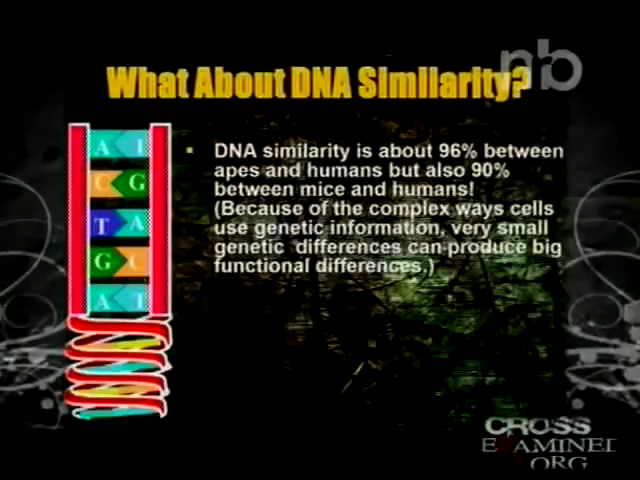 nb
What About DNA Similarity?
DNA similarity is about 96% between
apes and humans but also 90%
between mice and humans!
(Because of the complex ways cells
use genetic information, very small
genetic differences can produce big
functional differences.)
A T
C G
T A
G C
A T
CROSS
EXAMINED
.ORG